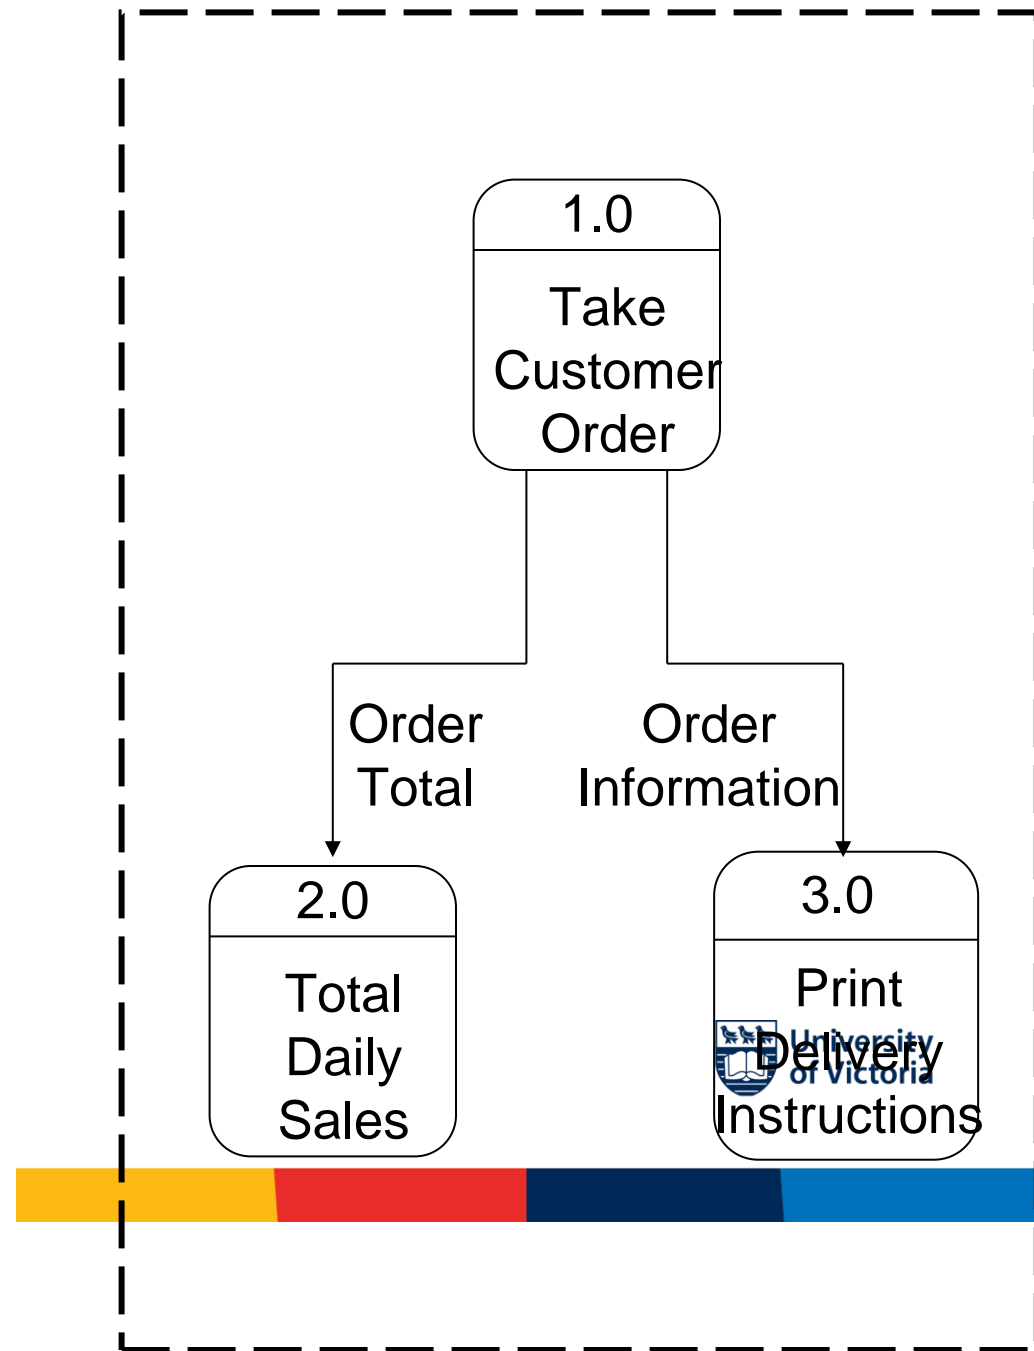 1.0
Take
Customer
Order
Order
Total
Order
Information
2.0
Total
Daily
Sales
3.0
Print
Delivery
Instructions
University
of Victoria